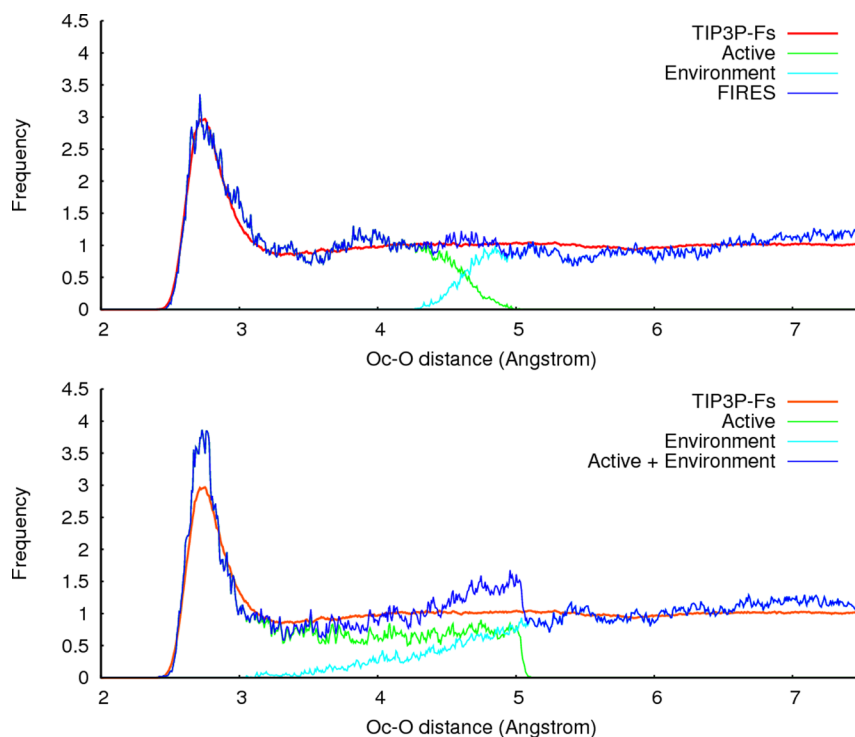 4.5
4
3.5
3
2.5
2
1.5
1
0.5
0
Frequency
TIP3P-Fs
Active
Environment
FIRES
2 3 4 5 6 7
Oc-O distance (Angstrom)
4.5
4
3.5
3
2.5
2
1.5
1
0.5
0
Frequency
TIP3P-Fs
Active
Environment
Active + Environment
2 3 4 5 6 7
Oc-O distance (Angstrom)